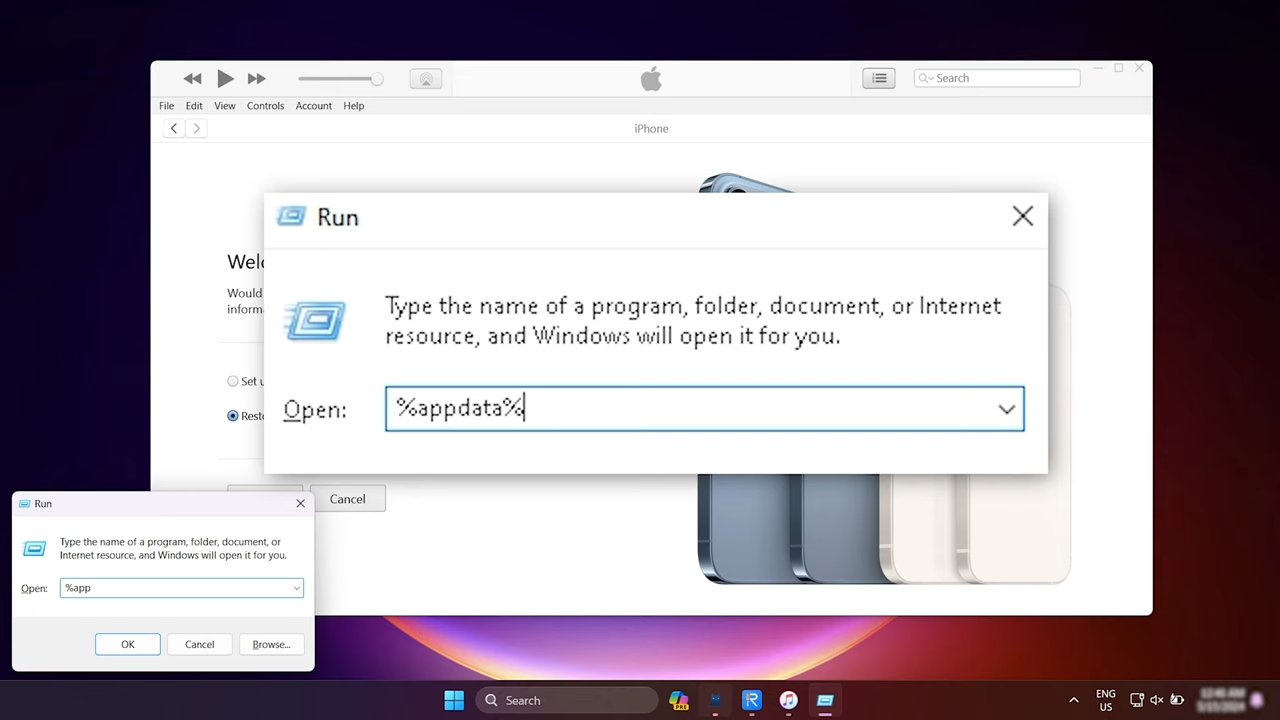 Search
File Edit View Controls Account Help
iPhone
Run
Type the name of a program, folder, document, or Internet
resource, and Windows will open it for you.
Open: %appdata%
Would
Set
Cancel
Run
Type the name of a program, folder, document, or
Internet resource, and Windows will open it for you.
Open: %app
OK Cancel Browse...
Search
PRE
ENG
US